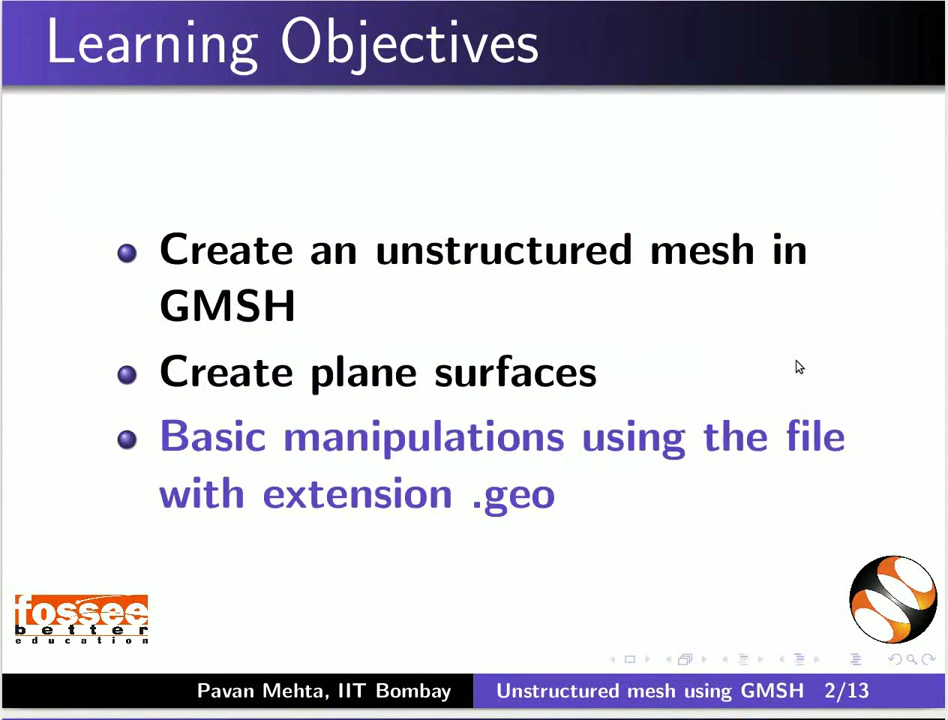 Learning Objectives
Create an unstructured mesh in
GMSH
Create plane surfaces
Basic manipulations using the file
with extension .geo
fossee
better
education
Pavan Mehta, IIT Bombay
Unstructured mesh using GMSH 2/13